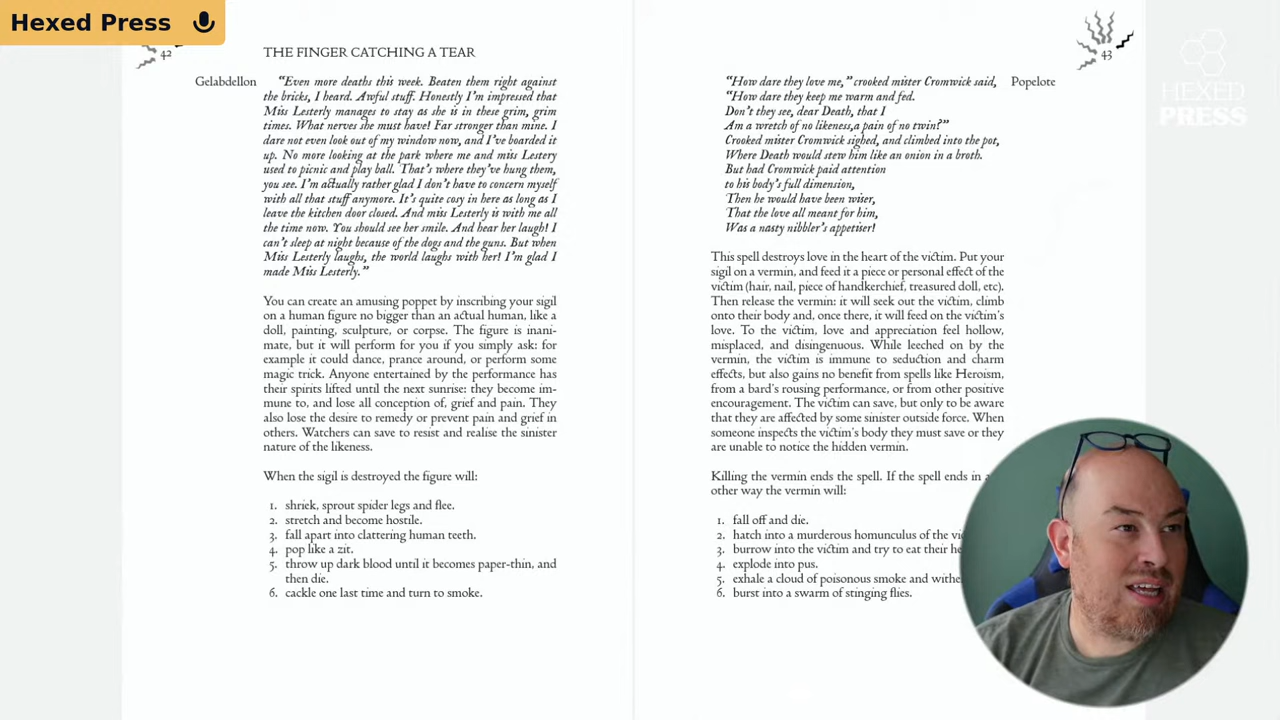 Hexed Press
42
THE FINGER CATCHING A TEAR
Gelabdellon
“Even more deaths this week. Beaten them right against
the bricks, I heard. Awful stuff. Honestly I’m impressed that
Miss Lesterly manages to stay as she is in these grim, grim
times. What nerves she must have! Far stronger than mine. I
dare not even look out of my window now, and I’ve boarded it
up. No more looking at the park where me and miss Lestery
used to picnic and play ball. That’s where they’ve hung them,
you see. I’m actually rather glad I don’t have to concern myself
with all that stuff anymore. It’s quite cosy in here as long as I
leave the kitchen door closed. And miss Lesterly is with me all
the time now. You should see her smile. And hear her laugh! I
can’t sleep at night because of the dogs and the guns. But when
Miss Lesterly laughs, the world laughs with her! I’m glad I
made Miss Lesterly.”
You can create an amusing poppet by inscribing your sigil
on a human figure no bigger than an actual human, like a
doll, painting, sculpture, or corpse. The figure is inani-
mate, but it will perform for you if you simply ask: for
example it could dance, prance around, or perform some
magic trick. Anyone entertained by the performance has
their spirits lifted until the next sunrise: they become im-
mune to, and lose all conception of, grief and pain. They
also lose the desire to remedy or prevent pain and grief in
others. Watchers can save to resist and realise the sinister
nature of the likeness.
When the sigil is destroyed the figure will:
1. shriek, sprout spider legs and flee.
2. stretch and become hostile.
3. fall apart into clattering human teeth.
4. pop like a zit.
5. throw up dark blood until it becomes paper-thin, and
then die.
6. cackle one last time and turn to smoke.
43
Popelote
“How dare they love me,” crooked mister Cromwick said,
“How dare they keep me warm and fed.
Don’t they see, dear Death, that I
Am a wretch of no likeness,a pain of no twin?”
Crooked mister Cromwick sighed, and climbed into the pot,
Where Death would stew him like an onion in a broth.
But had Cromwick paid attention
to his body’s full dimension,
Then he would have been wiser,
That the love all meant for him,
Was a nasty nibbler’s appetiser!
This spell destroys love in the heart of the victim. Put your
sigil on a vermin, and feed it a piece or personal effect of the
victim (hair, nail, piece of handkerchief, treasured doll, etc).
Then release the vermin: it will seek out the victim, climb
onto their body and, once there, it will feed on the victim’s
love. To the victim, love and appreciation feel hollow,
misplaced, and disingenuous. While leeched on by the
vermin, the victim is immune to seduction and charm
effects, but also gains no benefit from spells like Heroism,
from a bard’s rousing performance, or from other positive
encouragement. The victim can save, but only to be aware
that they are affected by some sinister outside force. When
someone inspects the victim’s body they must save or they
are unable to notice the hidden vermin.
Killing the vermin ends the spell. If the spell ends in
other way the vermin will:
1. fall off and die.
2. hatch into a murderous homunculus of the
3. burrow into the victim and try to eat their
4. explode into pus.
5. exhale a cloud of poisonous smoke and
6. burst into a swarm of stinging flies.
HEXED
PRESS